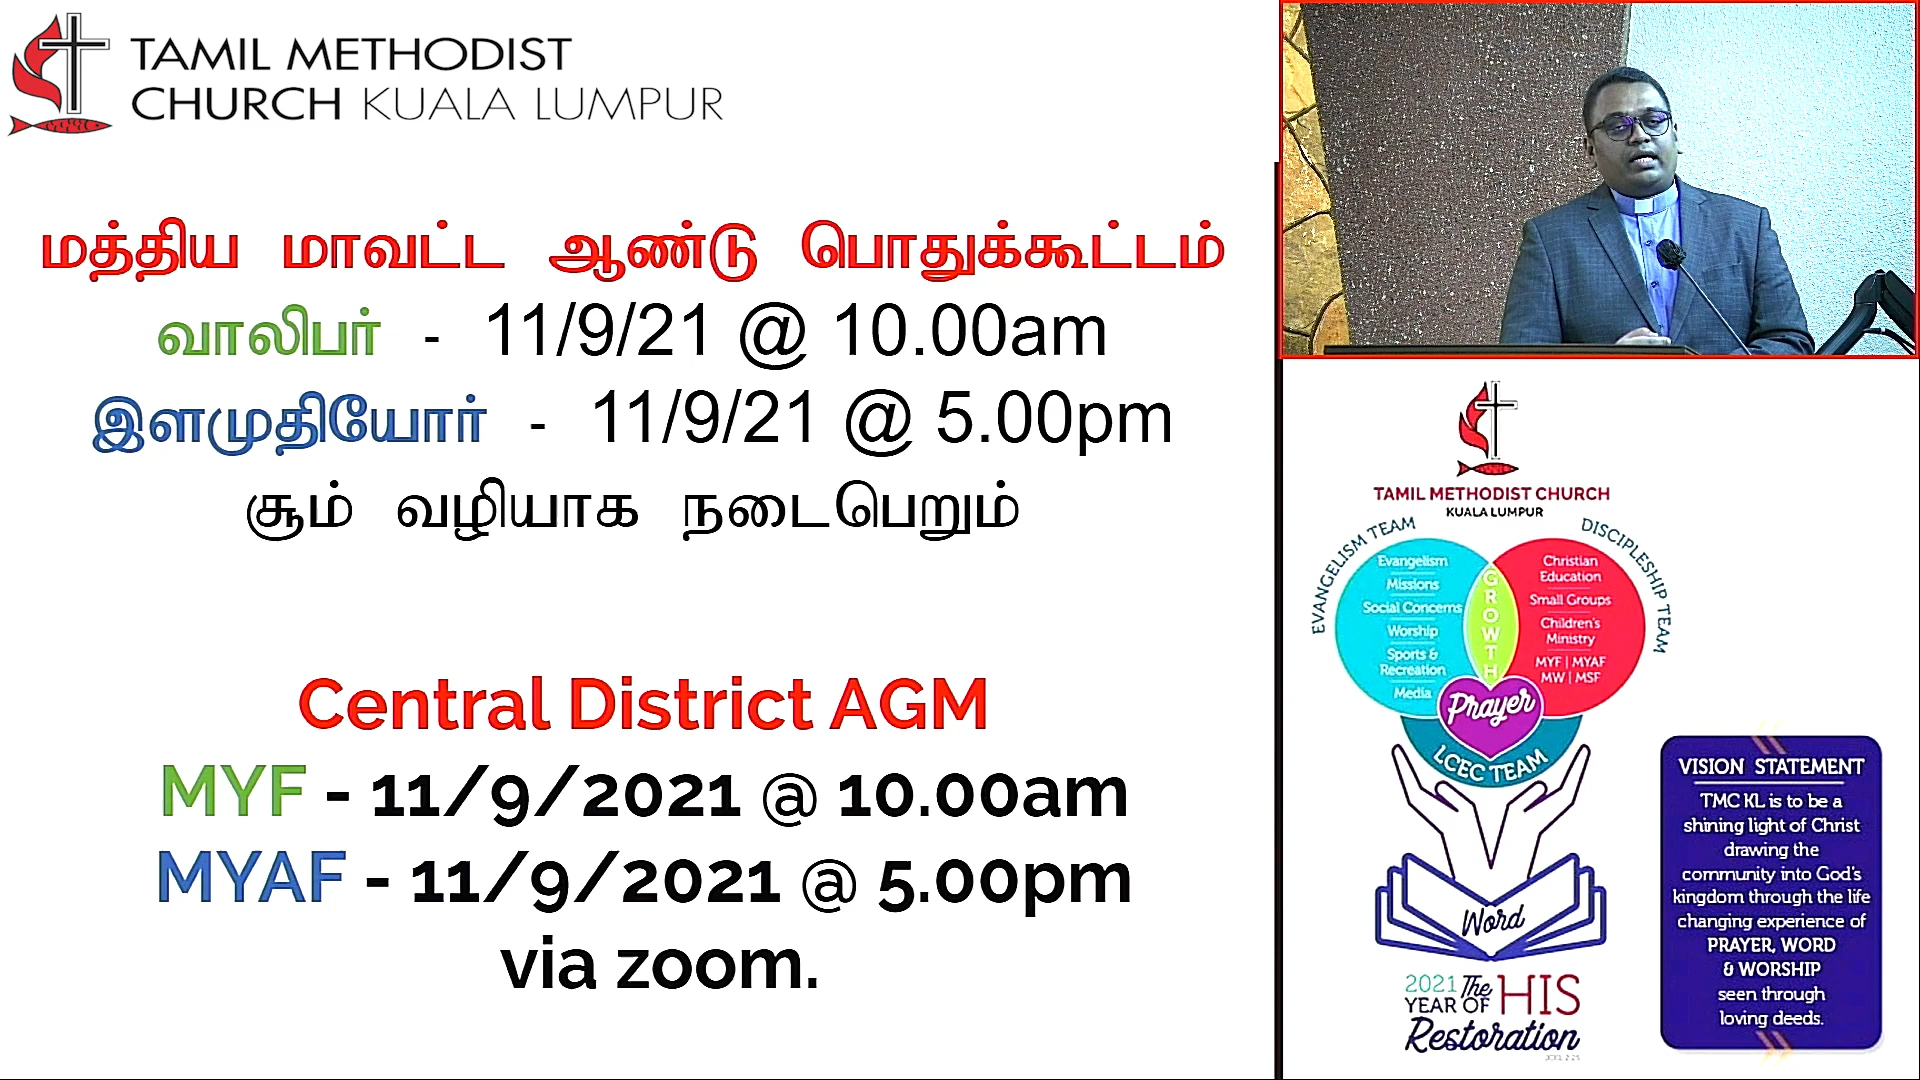 TAMIL METHODIST
CHURCH KUALA LUMPUR
மத்திய மாவட்ட ஆண்டு பொதுக்கூட்டம்
வாலிபர் - 11/9/21 @ 10.00am
இளமுதியோர் - 11/9/21 @ 5.00pm
சூம் வழியாக நடைபெறும்
Central District AGM
MYF - 11/9/2021 @ 10.00am
MYAF - 11/9/2021 @ 5.00pm
via zoom.
TAMIL METHODIST CHURCH
KUALA LUMPUR
EVANGELISM TEAM
DISCIPLESHIP TEAM
Evangelism
Missions
Social Concerns
Worship
Sports &
Recreation
Media
GROWTH
Christian
Education
Small Groups
Children's
Ministry
MYF | MYAF
MW | MSF
Prayer
LCEC TEAM
Word
2021 The
YEAR OF HIS
Restoration
VISION STATEMENT
TMC KL is to be a
shining light of Christ
drawing the
community into God's
kingdom through the life
changing experience of
PRAYER, WORD
& WORSHIP
seen through
loving deeds.